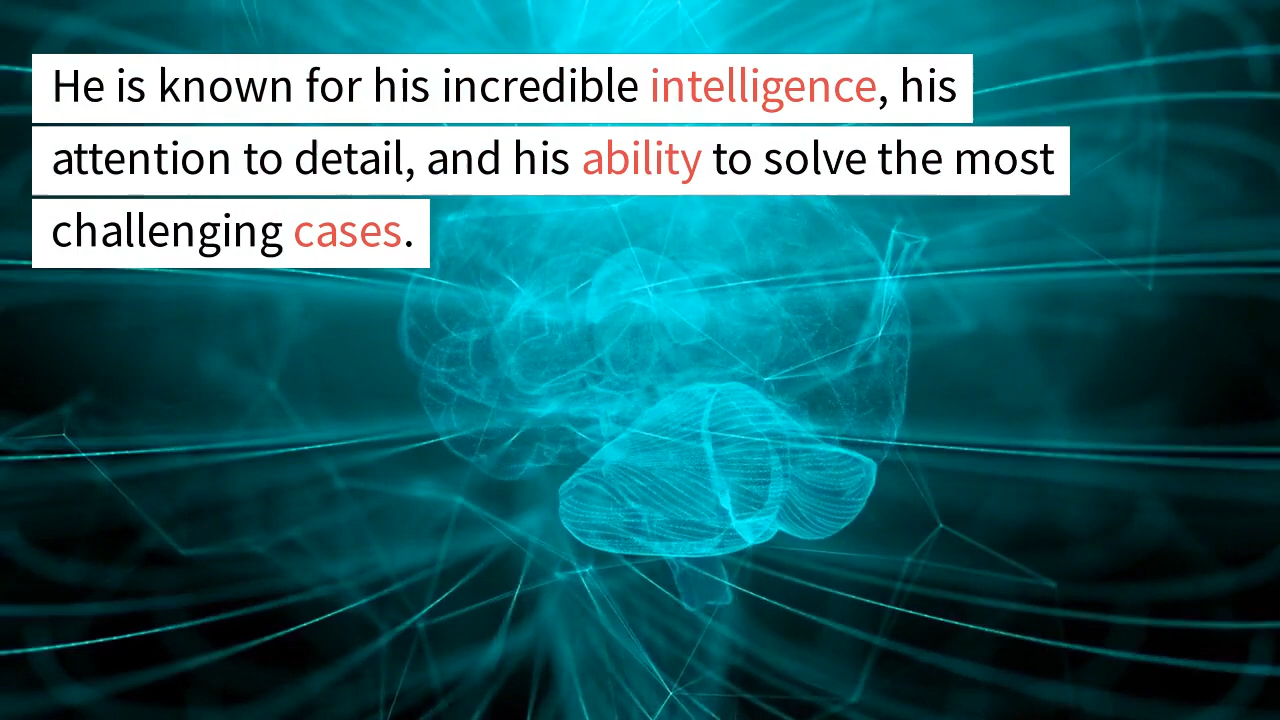 He is known for his incredible intelligence, his
attention to detail, and his ability to solve the most
challenging cases.